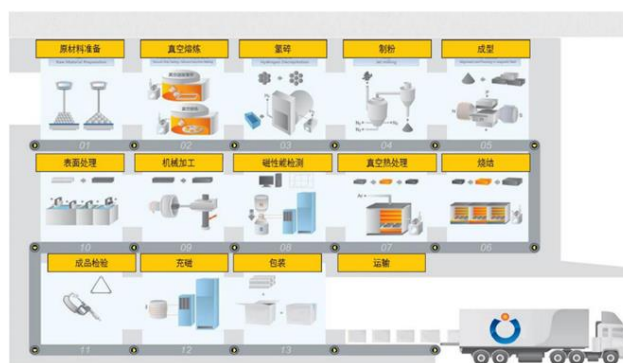 原材料准备
真空熔炼
氢碎
制粉
成型
01
02
03
04
05
表面处理
机械加工
磁性能检测
真空热处理
烧结
10
09
08
07
06
成品检验
充磁
包装
运输
11
12
13